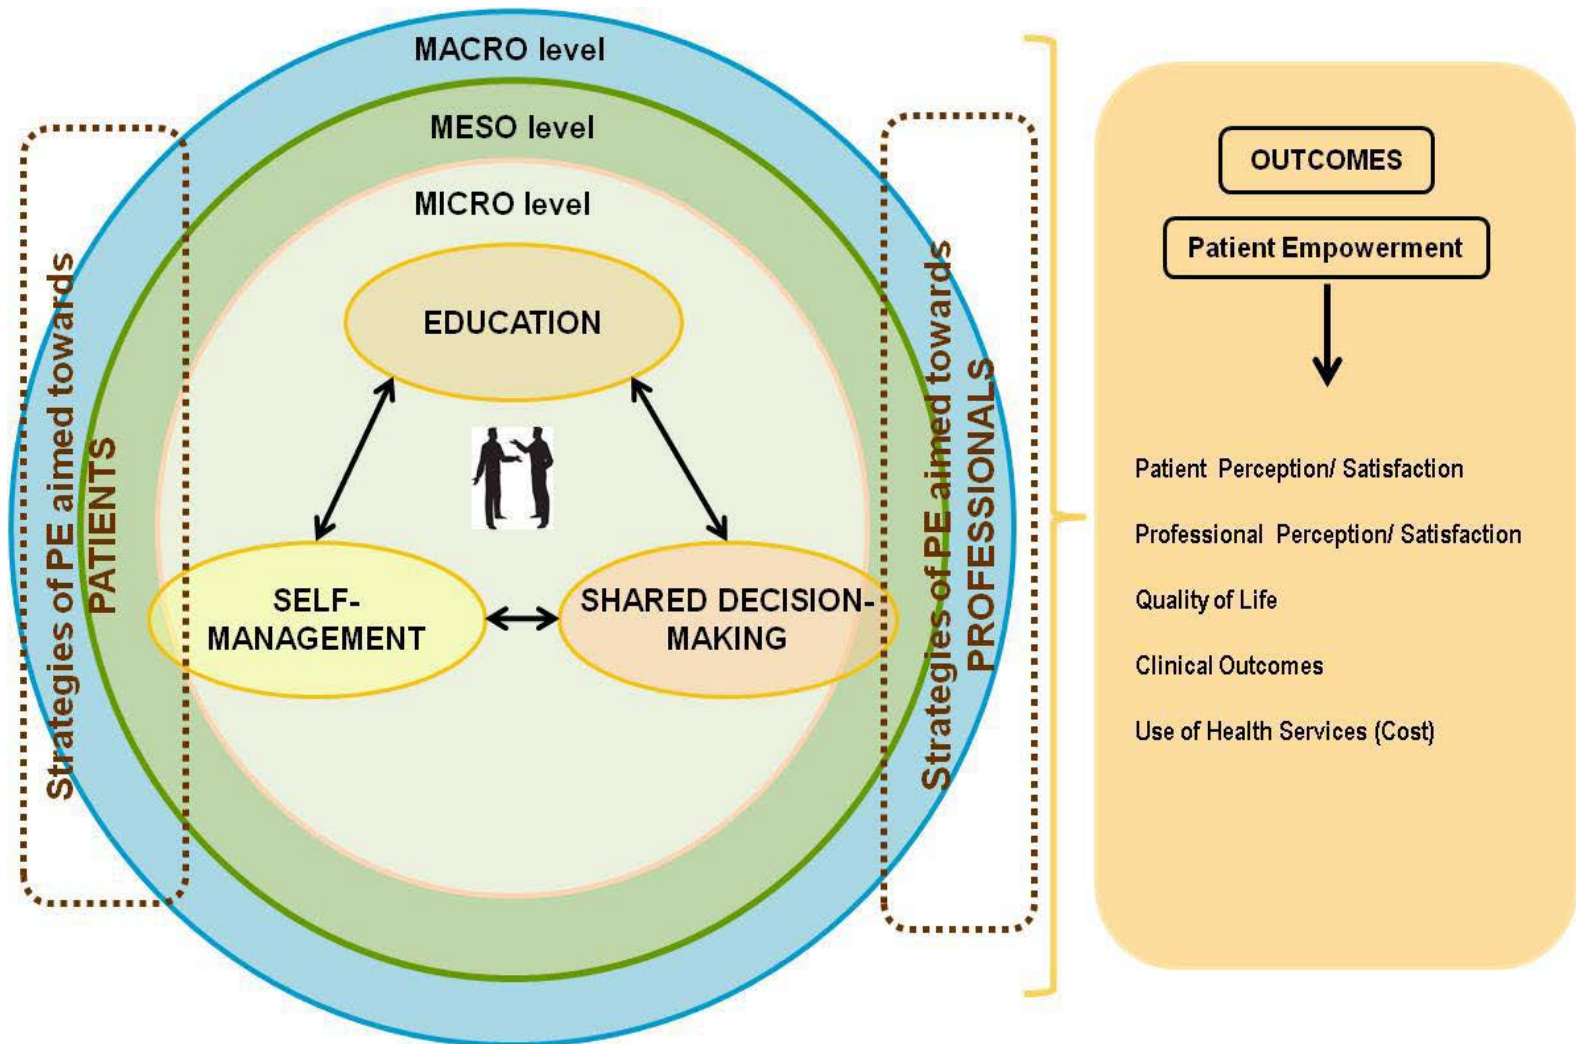 MACRO level
MESO level
MICRO level
EDUCATION
SELF-
MANAGEMENT
SHARED DECISION-
MAKING
Strategies of PE aimed towards
PATIENTS
Strategies of PE aimed towards
PROFESSIONALS
OUTCOMES
Patient Empowerment
Patient Perception/ Satisfaction
Professional Perception/ Satisfaction
Quality of Life
Clinical Outcomes
Use of Health Services (Cost)